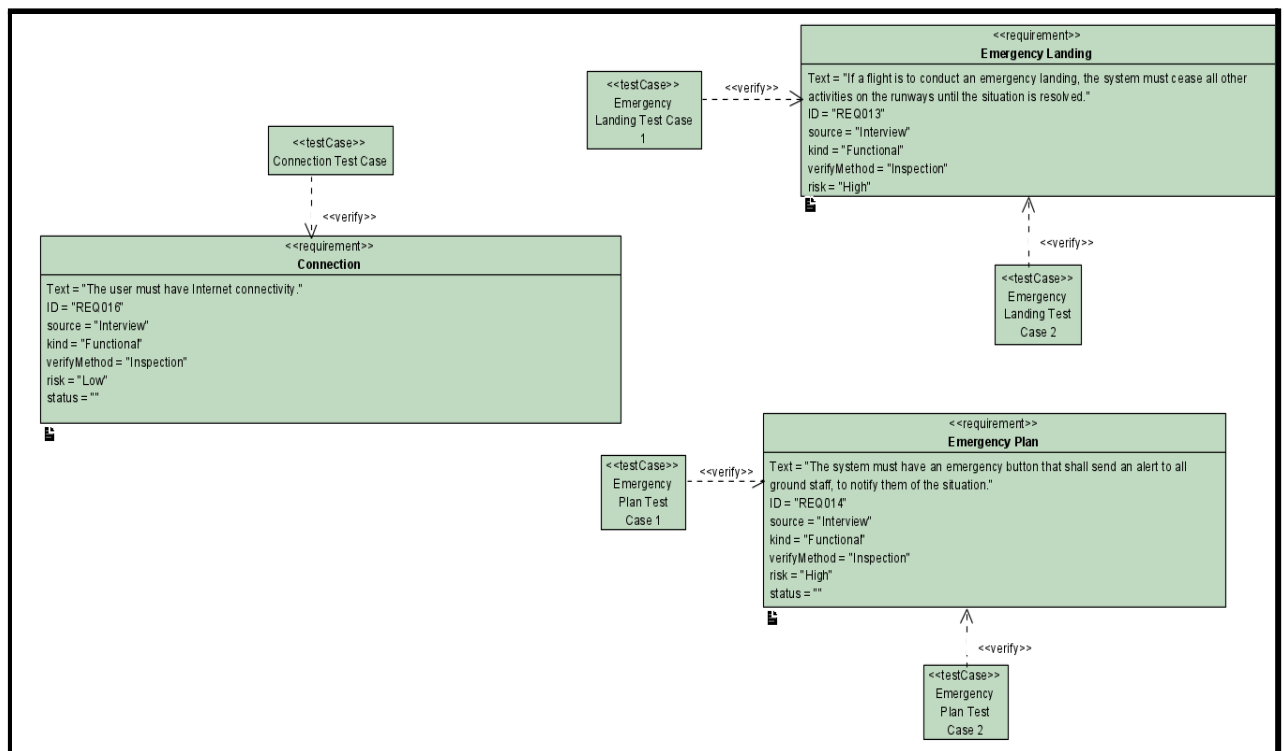 <<requirement>>
Emergency Landing
Text = "If a flight is to conduct an emergency landing, the system must cease all other
activities on the runways until the situation is resolved."
ID = "REQ013"
source = "Interview"
kind = "Functional"
verifyMethod = "Inspection"
risk = "High"
<<testCase>>
Emergency
Landing Test Case
1
<<verify>>
<<testCase>>
Connection Test Case
<<verify>>
<<requirement>>
Connection
Text = "The user must have Internet connectivity."
ID = "REQ016"
source = "Interview"
kind = "Functional"
verifyMethod = "Inspection"
risk = "Low"
status = ""
<<verify>>
<<testCase>>
Emergency
Landing Test
Case 2
<<requirement>>
Emergency Plan
Text = "The system must have an emergency button that shall send an alert to all
ground staff, to notify them of the situation."
ID = "REQ014"
source = "Interview"
kind = "Functional"
verifyMethod = "Inspection"
risk = "High"
status = ""
<<testCase>>
Emergency
Plan Test
Case 1
<<verify>>
<<verify>>
<<testCase>>
Emergency
Plan Test
Case 2